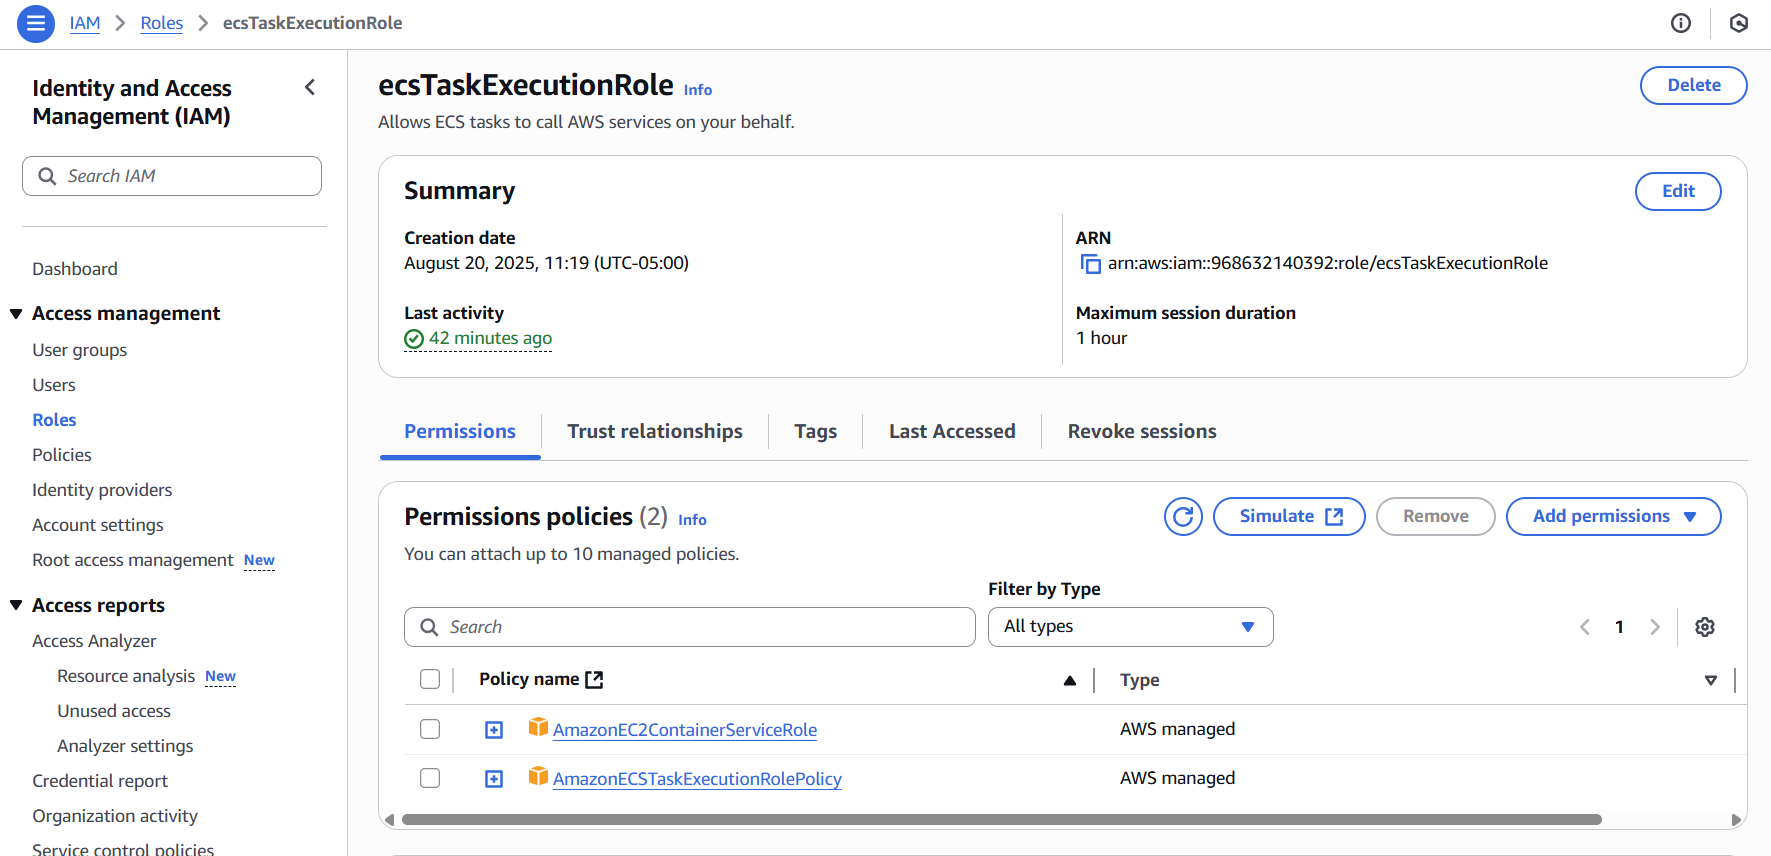 IAM > Roles > ecsTaskExecutionRole
Identity and Access
Management (IAM)
Search IAM
Dashboard
Access management
User groups
Users
Roles
Policies
Identity providers
Account settings
Root access management New
Access reports
Access Analyzer
Resource analysis New
Unused access
Analyzer settings
Credential report
Organization activity
Service control policies
ecsTaskExecutionRole Info
Delete
Allows ECS tasks to call AWS services on your behalf.
Summary
Edit
Creation date
August 20, 2025, 11:19 (UTC-05:00)
ARN
arn:aws:iam::968632140392:role/ecsTaskExecutionRole
Last activity
42 minutes ago
Maximum session duration
1 hour
Permissions Trust relationships Tags Last Accessed Revoke sessions
Permissions policies (2) Info
Simulate Remove Add permissions
You can attach up to 10 managed policies.
Filter by Type
Search All types 1
Policy name Type
AmazonEC2ContainerServiceRole AWS managed
AmazonECSTaskExecutionRolePolicy AWS managed